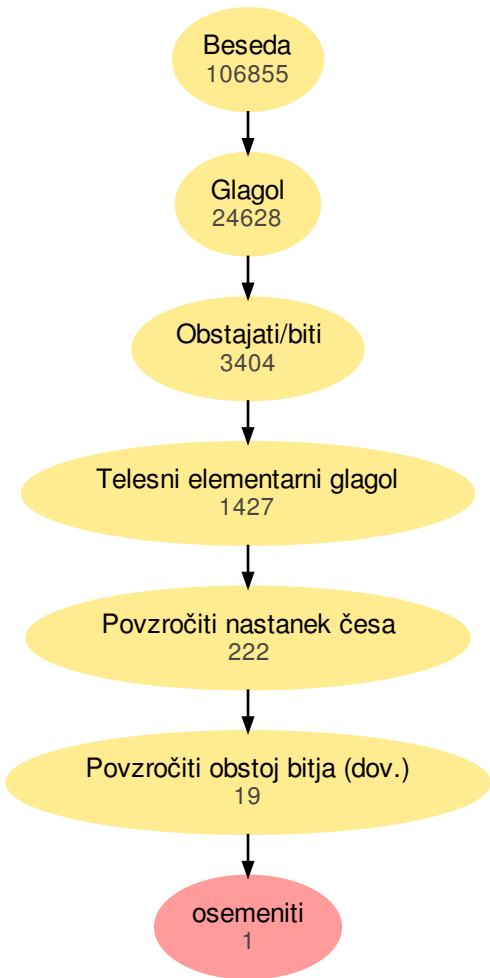 Beseda
106855
Glagol
24628
Obstajati/biti
3404
Telesni elementarni glagol
1427
Povzročiti nastanek česa
222
Povzročiti obstoj bitja (dov.)
19
osemeniti
1